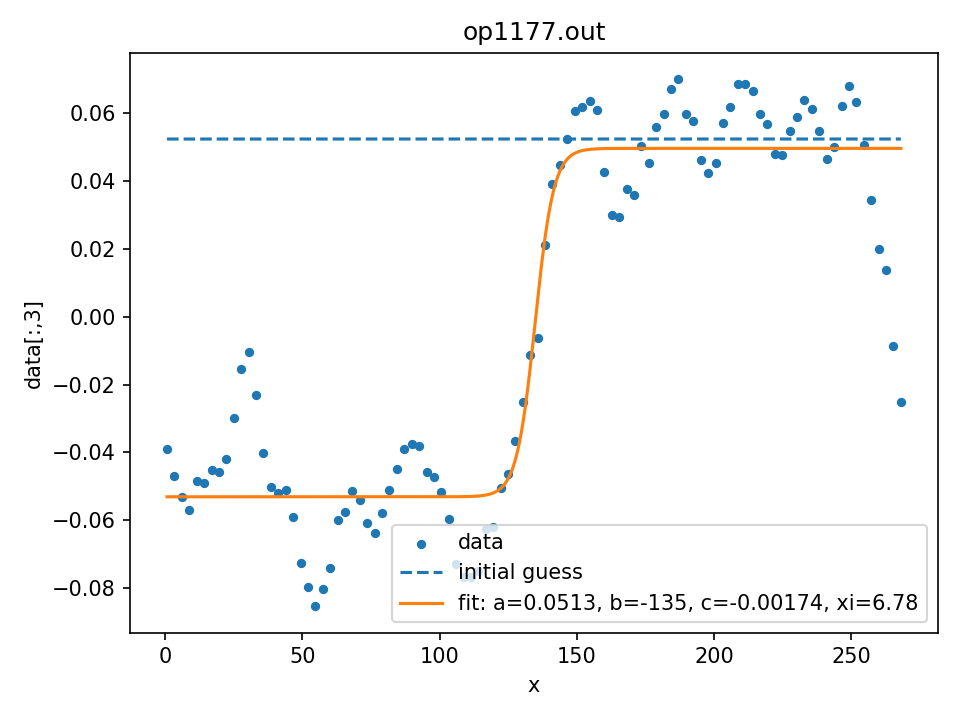 op1177.out
data[:,3]
0.06
0.04
0.02
0.00
−0.02
−0.04
−0.06
−0.08
data
initial guess
fit: a=0.0513, b=-135, c=-0.00174, xi=6.78
0 50 100 150 200 250
x